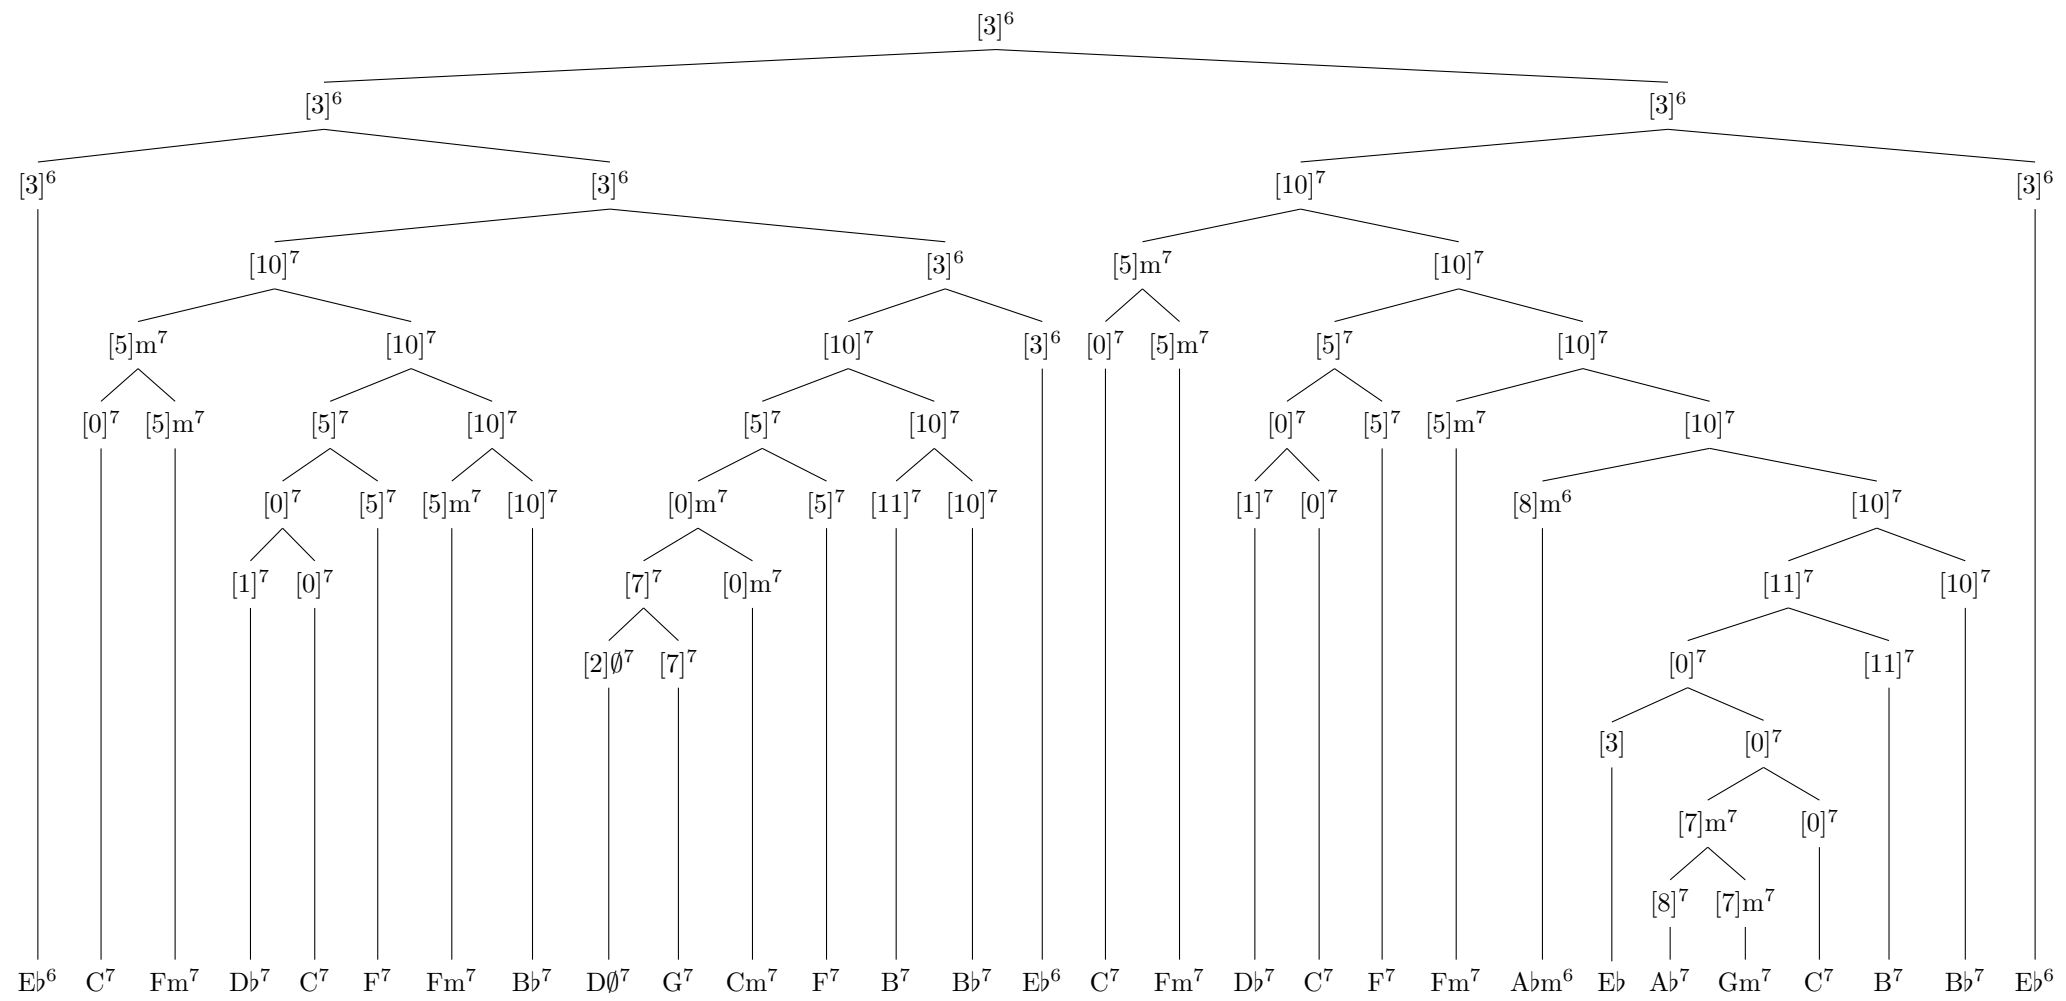 [3]⁶
[3]⁶ [3]⁶
[3]⁶ [3]⁶ [10]⁷ [3]⁶
[10]⁷ [3]⁶ [5]m⁷ [10]⁷
[5]m⁷ [10]⁷ [10]⁷ [3]⁶ [0]⁷ [5]m⁷ [5]⁷ [10]⁷
[0]⁷ [5]m⁷ [5]⁷ [10]⁷ [5]⁷ [10]⁷ [0]⁷ [5]⁷ [5]m⁷ [10]⁷
[0]⁷ [5]⁷ [5]m⁷ [10]⁷ [0]m⁷ [5]⁷ [11]⁷ [10]⁷ [1]⁷ [0]⁷ [8]m⁶ [10]⁷
[1]⁷ [0]⁷ [7]⁷ [0]m⁷ [11]⁷ [10]⁷
[2]∅⁷ [7]⁷ [0]⁷ [11]⁷
[3] [0]⁷
[7]m⁷ [0]⁷
[8]⁷ [7]m⁷
E♭⁶ C⁷ Fm⁷ D♭⁷ C⁷ F⁷ Fm⁷ B♭⁷ D∅⁷ G⁷ Cm⁷ F⁷ B⁷ B♭⁷ E♭⁶ C⁷ Fm⁷ D♭⁷ C⁷ F⁷ Fm⁷ A♭m⁶ E♭ A♭⁷ Gm⁷ C⁷ B⁷ B♭⁷ E♭⁶